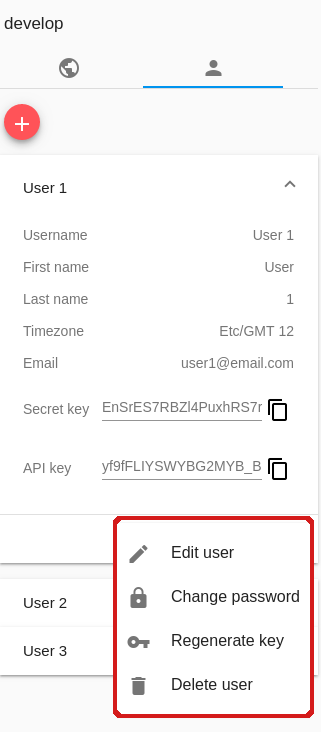 develop
User 1
Username User 1
First name User
Last name 1
Timezone Etc/GMT 12
Email user1@email.com
Secret key EnSrES7RBZl4PuxhRS7r
API key yf9fFLIYSWYBG2MYB_B
Edit user
Change password
Regenerate key
Delete user
User 2
User 3